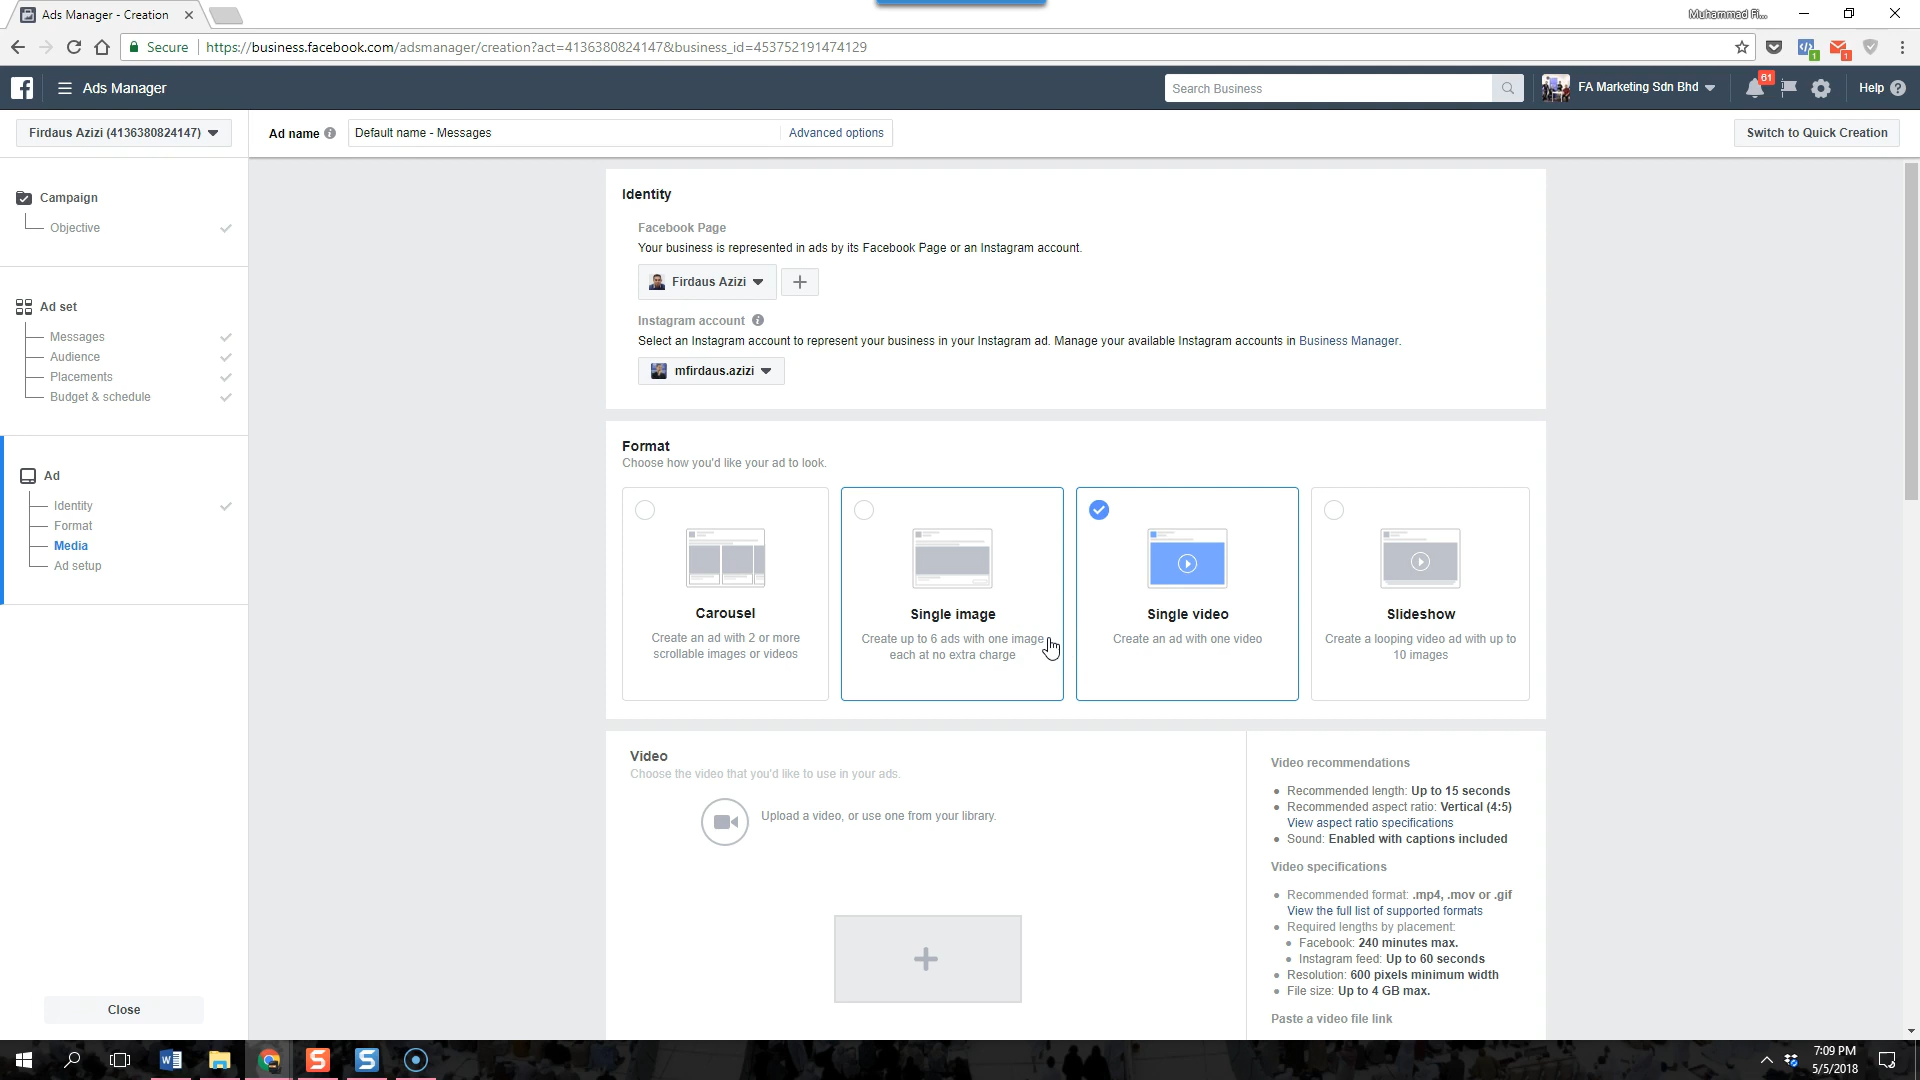 Ads Manager - Creation
Muhammad Fi...
Secure
https://business.facebook.com/adsmanager/creation?act=4136380824147&business_id=453752191474129
1
1
Ads Manager
Search Business
FA Marketing Sdn Bhd
61
Help
Firdaus Azizi (4136380824147)
Ad name
Default name - Messages
Advanced options
Switch to Quick Creation
Campaign
Objective
Ad set
Messages
Audience
Placements
Budget & schedule
Ad
Identity
Format
Media
Ad setup
Close
Identity
Facebook Page
Your business is represented in ads by its Facebook Page or an Instagram account.
Firdaus Azizi
Instagram account
Select an Instagram account to represent your business in your Instagram ad. Manage your available Instagram accounts in Business Manager.
mfirdaus.azizi
Format
Choose how you'd like your ad to look.
Carousel
Create an ad with 2 or more
scrollable images or videos
Single image
Create up to 6 ads with one image
each at no extra charge
Single video
Create an ad with one video
Slideshow
Create a looping video ad with up to
10 images
Video
Choose the video that you'd like to use in your ads.
Upload a video, or use one from your library.
Video recommendations
Recommended length: Up to 15 seconds
Recommended aspect ratio: Vertical (4:5)
View aspect ratio specifications
Sound: Enabled with captions included
Video specifications
Recommended format: .mp4, .mov or .gif
View the full list of supported formats
Required lengths by placement:
Facebook: 240 minutes max.
Instagram feed: Up to 60 seconds
Resolution: 600 pixels minimum width
File size: Up to 4 GB max.
Paste a video file link
7:09 PM
5/5/2018